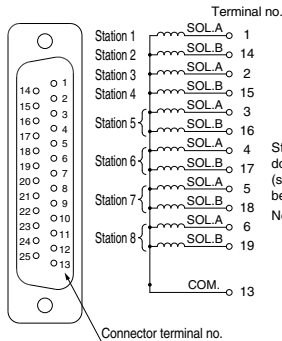 Terminal no.
Station 1 SOL.A 1
Station 2 SOL.B 14
Station 3 SOL.A 2
Station 4 SOL.B 15
Station 5 SOL.A 3
SOL.B 16
Station 6 SOL.A 4
SOL.B 17
Station 7 SOL.A 5
SOL.B 18
Station 8 SOL.A 6
SOL.B 19
COM. 13
1
14
2
15
3
16
4
17
5
18
6
19
7
20
8
21
9
22
10
23
11
24
12
25
13
Connector terminal no.
St
do
(s
be
No